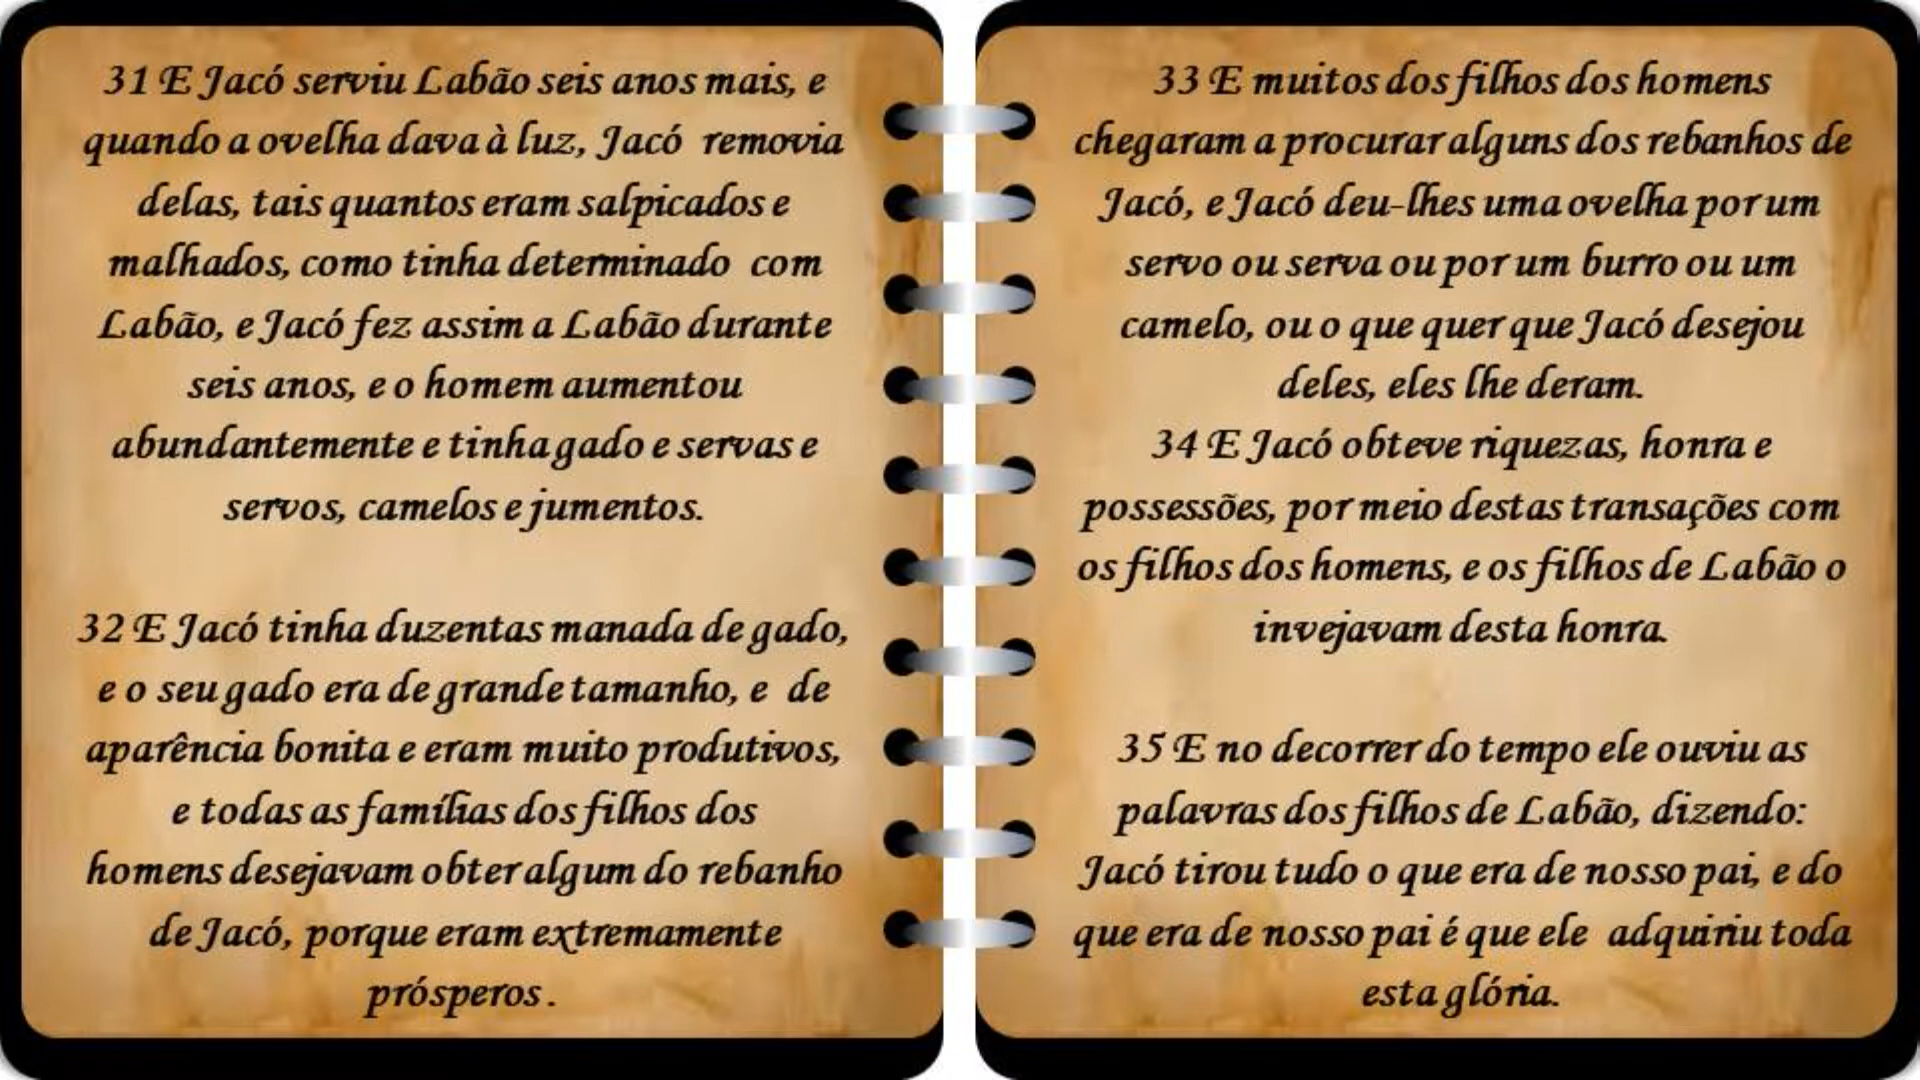 31 E Jacó serviu Labão seis anos mais, e
quando a ovelha dava à luz, Jacó removia
delas, tais quantos eram salpicados e
malhados, como tinha determinado com
Labão, e Jacó fez assim a Labão durante
seis anos, e o homem aumentou
abundantemente e tinha gado e servas e
servos, camelos e jumentos.
32 E Jacó tinha duzentas manada de gado,
e o seu gado era de grande tamanho, e de
aparência bonita e eram muito produtivos,
e todas as famílias dos filhos dos
homens desejavam obter algum do rebanho
de Jacó, porque eram extremamente
prósperos .
33 E muitos dos filhos dos homens
chegaram a procurar alguns dos rebanhos de
Jacó, e Jacó deu-lhes uma ovelha por um
servo ou serva ou por um burro ou um
camelo, ou o que quer que Jacó desejou
deles, eles lhe deram.
34 E Jacó obteve riquezas, honra e
possessões, por meio destas transações com
os filhos dos homens, e os filhos de Labão o
invejavam desta honra.
35 E no decorrer do tempo ele ouviu as
palavras dos filhos de Labão, dizendo:
Jacó tirou tudo o que era de nosso pai, e do
que era de nosso pai é que ele adquiriu toda
esta glória.